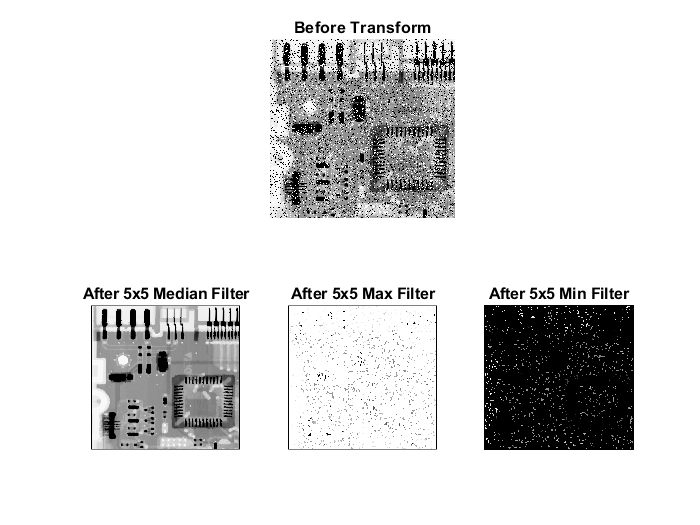 Before Transform
After 5x5 Median Filter
After 5x5 Max Filter
After 5x5 Min Filter